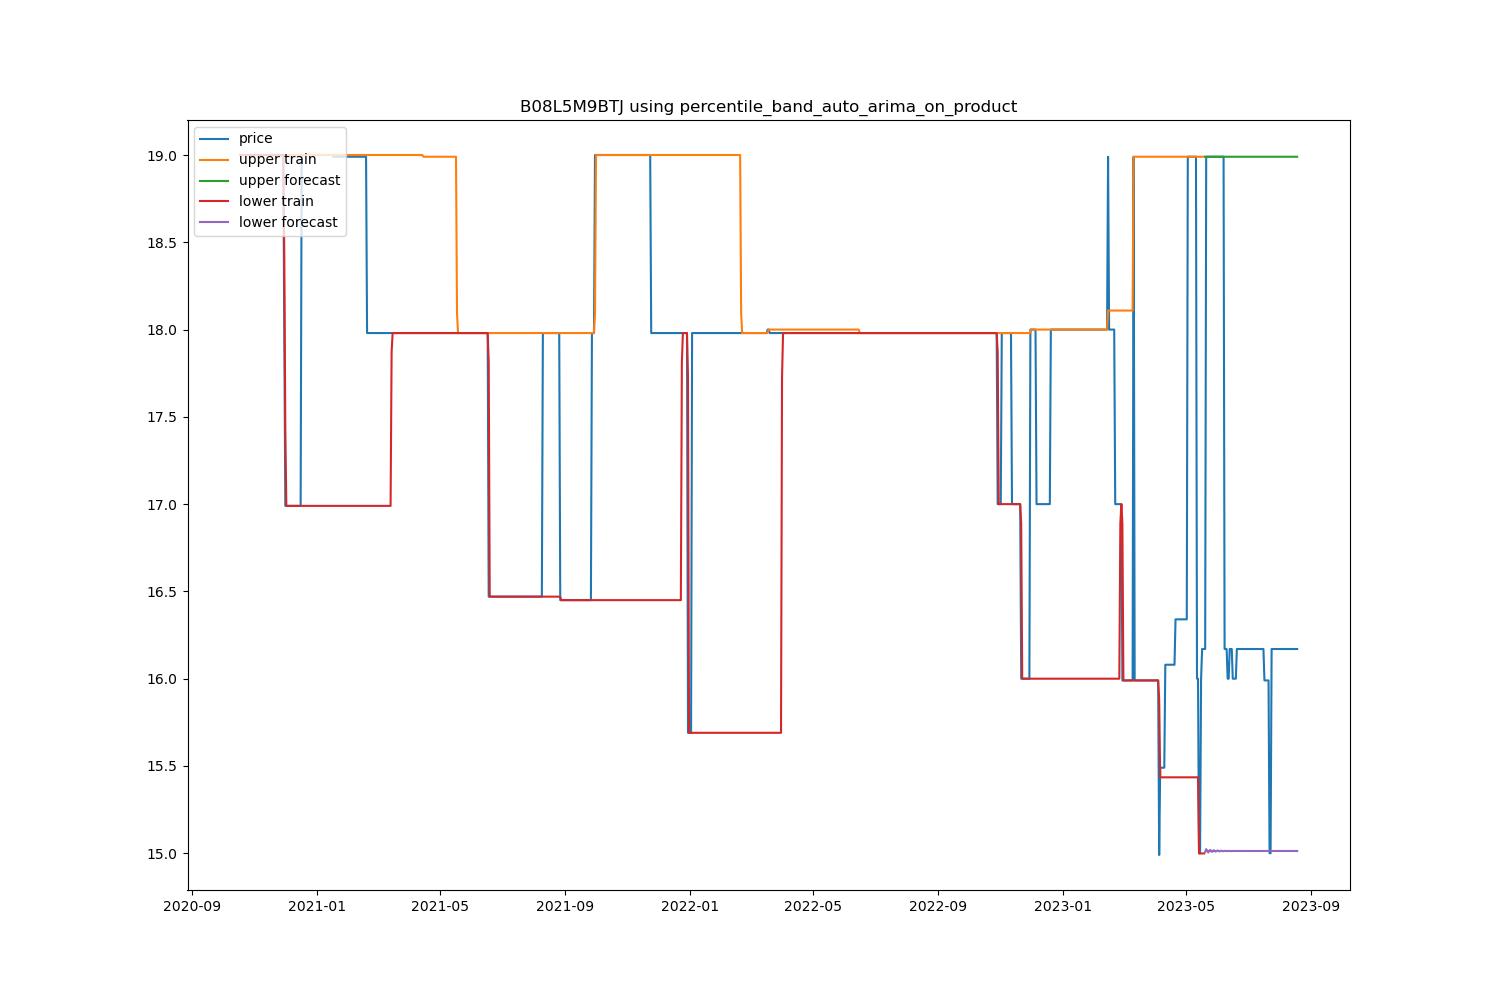 B08L5M9BTJ using percentile_band_auto_arima_on_product
price
upper train
upper forecast
lower train
lower forecast
19.0
18.5
18.0
17.5
17.0
16.5
16.0
15.5
15.0
2020-09 2021-01 2021-05 2021-09 2022-01 2022-05 2022-09 2023-01 2023-05 2023-09